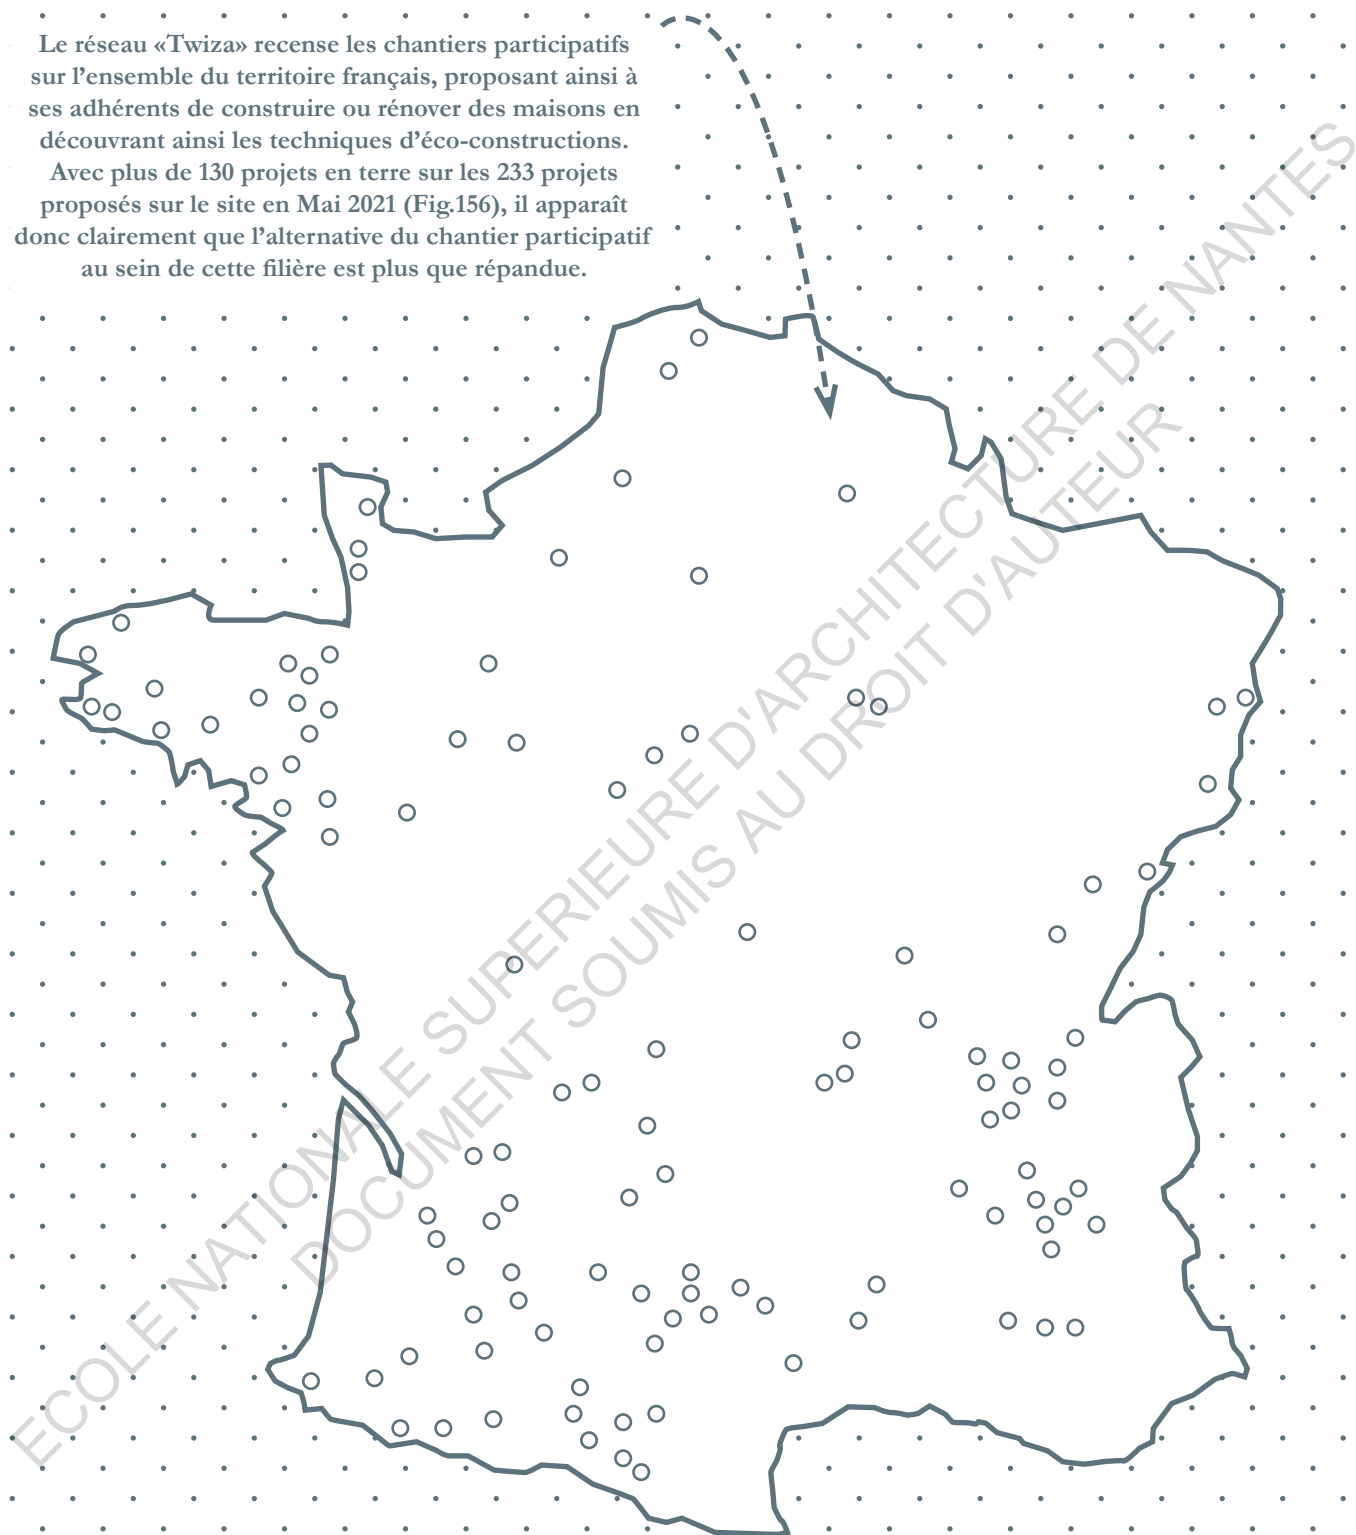 Le réseau «Twiza» recense les chantiers participatifs
sur l'ensemble du territoire français, proposant ainsi à
ses adhérents de construire ou rénover des maisons en
découvrant ainsi les techniques d'éco-constructions.
Avec plus de 130 projets en terre sur les 233 projets
proposés sur le site en Mai 2021 (Fig.156), il apparaît
donc clairement que l'alternative du chantier participatif
au sein de cette filière est plus que répandue.
ECOLE NATIONALE SUPERIEURE D'ARCHITECTURE DE NANTES
DOCUMENT SOUMIS AU DROIT D'AUTEUR